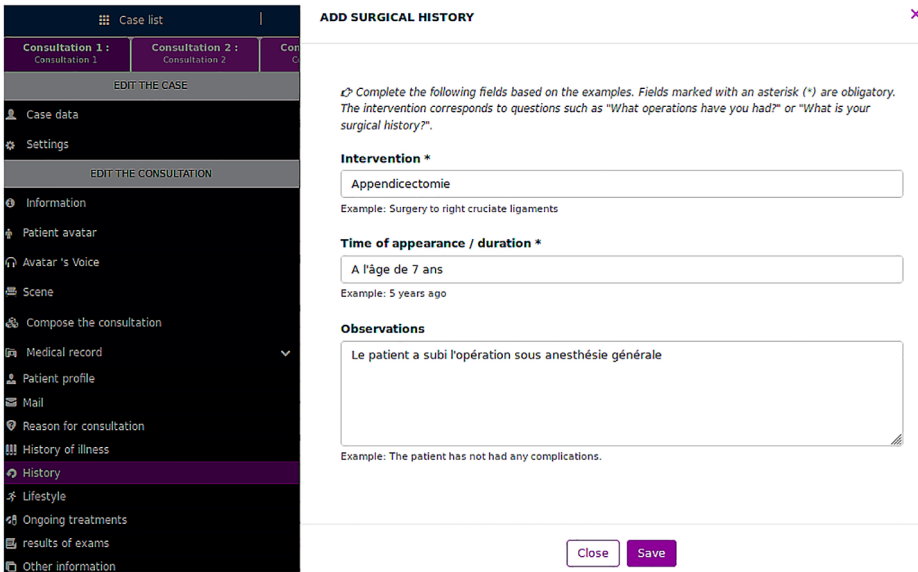 Case list
Consultation 1 :
Consultation 1
Consultation 2 :
Consultation 2
Con
EDIT THE CASE
Case data
Settings
EDIT THE CONSULTATION
Information
Patient avatar
Avatar 's Voice
Scene
Compose the consultation
Medical record
Patient profile
Mail
Reason for consultation
History of illness
History
Lifestyle
Ongoing treatments
results of exams
Other information
ADD SURGICAL HISTORY
Complete the following fields based on the examples. Fields marked with an asterisk (*) are obligatory.
The intervention corresponds to questions such as "What operations have you had?" or "What is your
surgical history?".
Intervention *
Appendicectomie
Example: Surgery to right cruciate ligaments
Time of appearance / duration *
A l'âge de 7 ans
Example: 5 years ago
Observations
Le patient a subi l'opération sous anesthésie générale
Example: The patient has not had any complications.
Close
Save